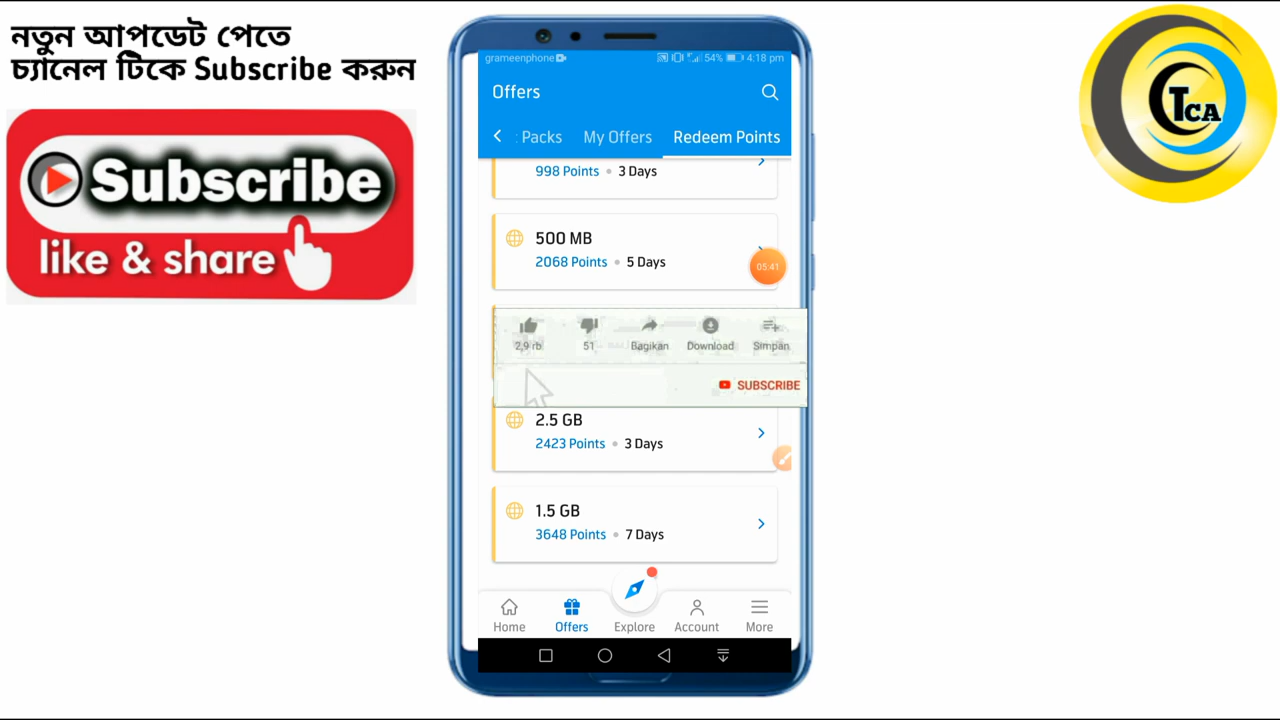 নতুন আপডেট পেতে
চ্যানেল টিকে Subscribe করুন
Subscribe
like & share
grameenphone
54% 4:18 pm
Offers
: Packs My Offers Redeem Points
998 Points • 3 Days
500 MB
2068 Points • 5 Days
05:41
2,9 rb 51 Bagikan Download Simpan
SUBSCRIBE
2.5 GB
2423 Points • 3 Days
1.5 GB
3648 Points • 7 Days
Home Offers Explore Account More
TCA